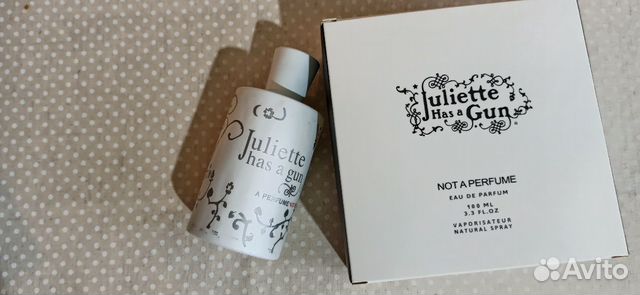 Juliette
has a gun
A PERFUME
Juliette
Has a Gun
NOT A PERFUME
EAU DE PARFUM
100 ML
3.3 FL.OZ
VAPORISATEUR
NATURAL SPRAY
Avito